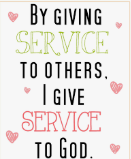 BY GIVING
SERVICE
TO OTHERS,
I GIVE
SERVICE
TO GOD.